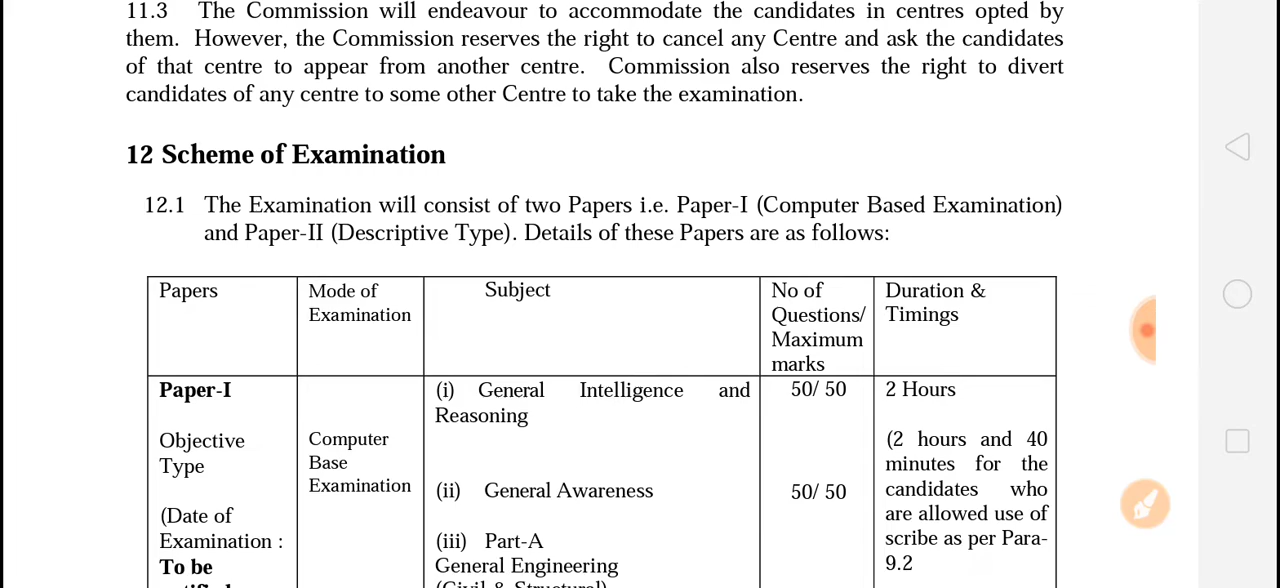 11.3 The Commission will endeavour to accommodate the candidates in centres opted by
them. However, the Commission reserves the right to cancel any Centre and ask the candidates
of that centre to appear from another centre. Commission also reserves the right to divert
candidates of any centre to some other Centre to take the examination.
12 Scheme of Examination
12.1 The Examination will consist of two Papers i.e. Paper-I (Computer Based Examination)
and Paper-II (Descriptive Type). Details of these Papers are as follows:
Papers
Mode of
Examination
Subject
No of
Questions/
Maximum
marks
Duration &
Timings
Paper-I
Objective
Type
(Date of
Examination :
To be
Computer
Base
Examination
(i) General Intelligence and
Reasoning
(ii) General Awareness
(iii) Part-A
General Engineering
(Civil & Structural)
50/ 50
50/ 50
2 Hours
(2 hours and 40
minutes for the
candidates who
are allowed use of
scribe as per Para-
9.2